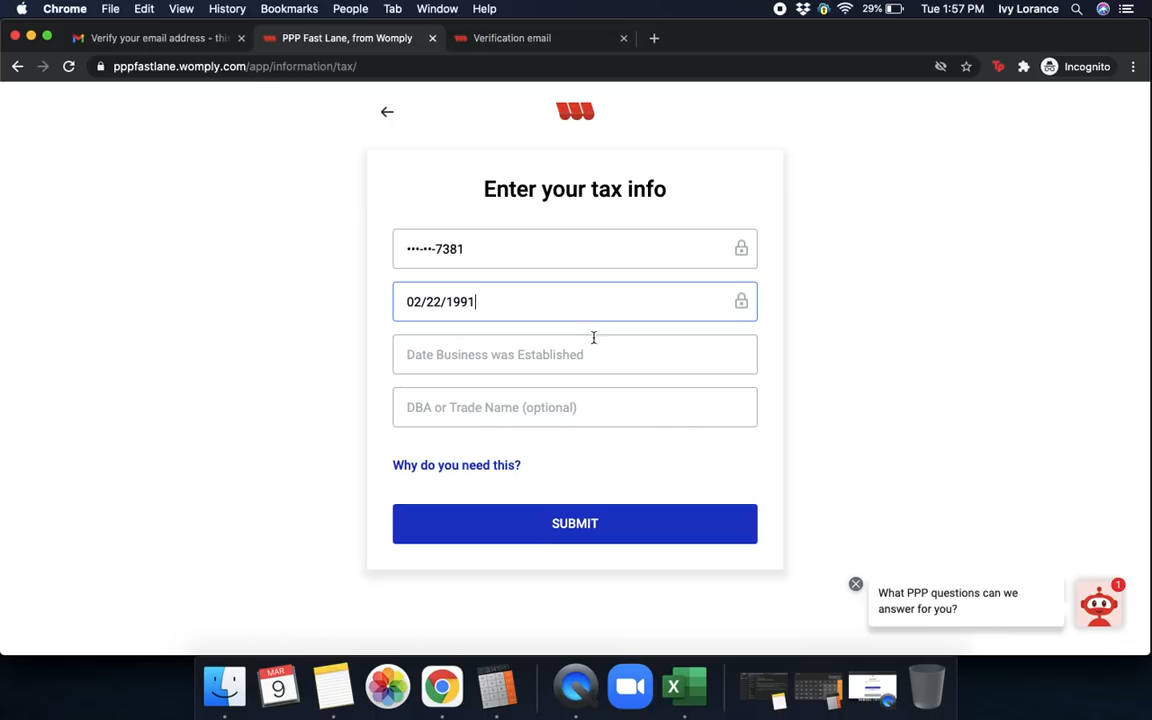 Chrome File Edit View History Bookmarks People Tab Window Help 29% Tue 1:57 PM Ivy Lorance
Verify your email address - this PPP Fast Lane, from Womply Verification email
pppfastlane.womply.com/app/information/tax/ Incognito
Enter your tax info
•••-••-7381
02/22/1991
Date Business was Established
DBA or Trade Name (optional)
Why do you need this?
SUBMIT
1
What PPP questions can we
answer for you?
MAR
9